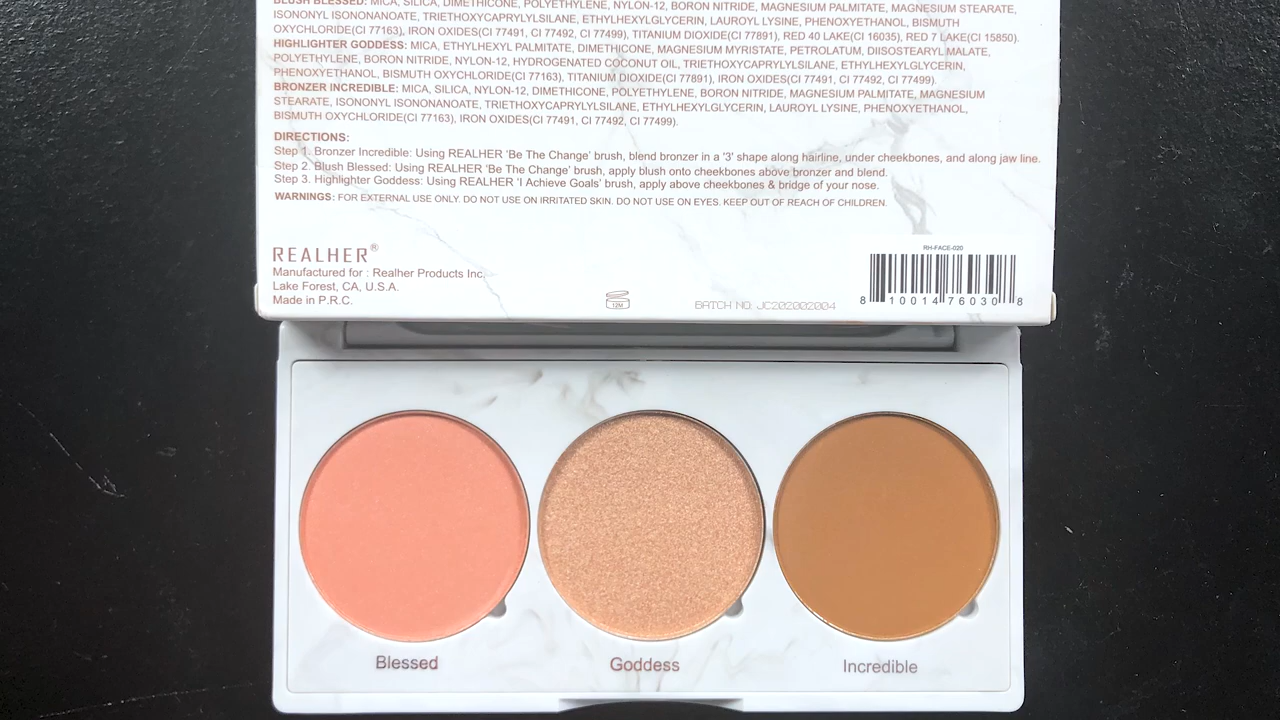 BLUSH BLESSED: MICA, SILICA, DIMETHICONE, POLYETHYLENE, NYLON-12, BORON NITRIDE, MAGNESIUM PALMITATE, MAGNESIUM STEARATE,
ISONONYL ISONONANOATE, TRIETHOXYCAPRYLYLSILANE, ETHYLHEXYLGLYCERIN, LAUROYL LYSINE, PHENOXYETHANOL, BISMUTH
OXYCHLORIDE(CI 77163), IRON OXIDES(CI 77491, CI 77492, CI 77499), TITANIUM DIOXIDE(CI 77891), RED 40 LAKE(CI 16035), RED 7 LAKE(CI 15850).
HIGHLIGHTER GODDESS: MICA, ETHYLHEXYL PALMITATE, DIMETHICONE, MAGNESIUM MYRISTATE, PETROLATUM, DIISOSTEARYL MALATE,
POLYETHYLENE, BORON NITRIDE, NYLON-12, HYDROGENATED COCONUT OIL, TRIETHOXYCAPRYLYLSILANE, ETHYLHEXYLGLYCERIN,
PHENOXYETHANOL, BISMUTH OXYCHLORIDE(CI 77163), TITANIUM DIOXIDE(CI 77891), IRON OXIDES(CI 77491, CI 77492, CI 77499).
BRONZER INCREDIBLE: MICA, SILICA, NYLON-12, DIMETHICONE, POLYETHYLENE, BORON NITRIDE, MAGNESIUM PALMITATE, MAGNESIUM
STEARATE, ISONONYL ISONONANOATE, TRIETHOXYCAPRYLYLSILANE, ETHYLHEXYLGLYCERIN, LAUROYL LYSINE, PHENOXYETHANOL,
BISMUTH OXYCHLORIDE(CI 77163), IRON OXIDES(CI 77491, CI 77492, CI 77499).
DIRECTIONS:
Step 1. Bronzer Incredible: Using REALHER 'Be The Change' brush, blend bronzer in a '3' shape along hairline, under cheekbones, and along jaw line.
Step 2. Blush Blessed: Using REALHER 'Be The Change' brush, apply blush onto cheekbones above bronzer and blend.
Step 3. Highlighter Goddess: Using REALHER 'I Achieve Goals' brush, apply above cheekbones & bridge of your nose.
WARNINGS: FOR EXTERNAL USE ONLY. DO NOT USE ON IRRITATED SKIN. DO NOT USE ON EYES. KEEP OUT OF REACH OF CHILDREN.
REALHER®
Manufactured for : Realher Products Inc.
Lake Forest, CA, U.S.A.
Made in P.R.C.
12M
BATCH NO: JC202002004
RH-FACE-020
8 10014 76030 8
Blessed
Goddess
Incredible